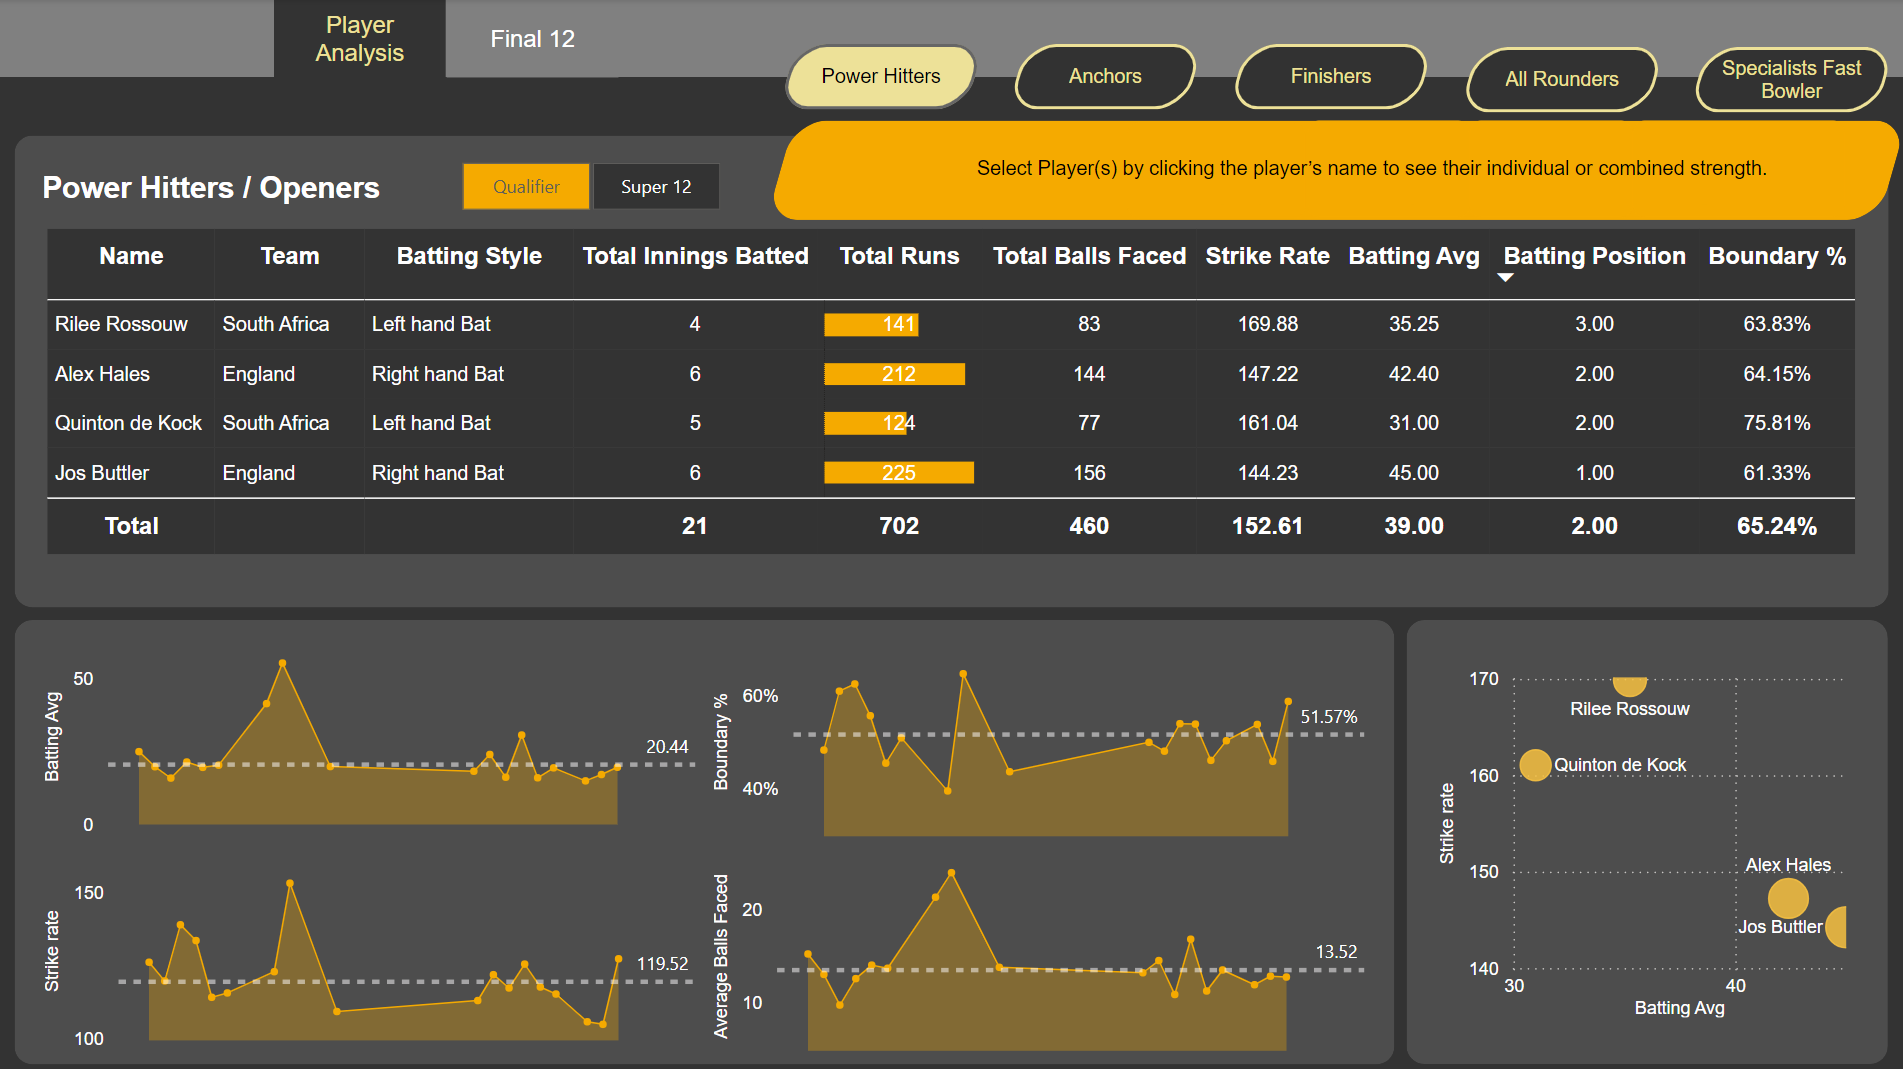 Player
Analysis
Final 12
Power Hitters
Anchors
Finishers
All Rounders
Specialists Fast
Bowler
Select Player(s) by clicking the player’s name to see their individual or combined strength.
Power Hitters / Openers
Qualifier
Super 12
Name Team Batting Style Total Innings Batted Total Runs Total Balls Faced Strike Rate Batting Avg Batting Position Boundary %
Rilee Rossouw South Africa Left hand Bat 4 141 83 169.88 35.25 3.00 63.83%
Alex Hales England Right hand Bat 6 212 144 147.22 42.40 2.00 64.15%
Quinton de Kock South Africa Left hand Bat 5 124 77 161.04 31.00 2.00 75.81%
Jos Buttler England Right hand Bat 6 225 156 144.23 45.00 1.00 61.33%
Total 21 702 460 152.61 39.00 2.00 65.24%
Batting Avg
50
0
20.44
Boundary %
60%
40%
51.57%
Strike rate
150
100
119.52
Average Balls Faced
20
10
13.52
Strike rate
170
160
150
140
Rilee Rossouw
Quinton de Kock
Alex Hales
Jos Buttler
30
40
Batting Avg